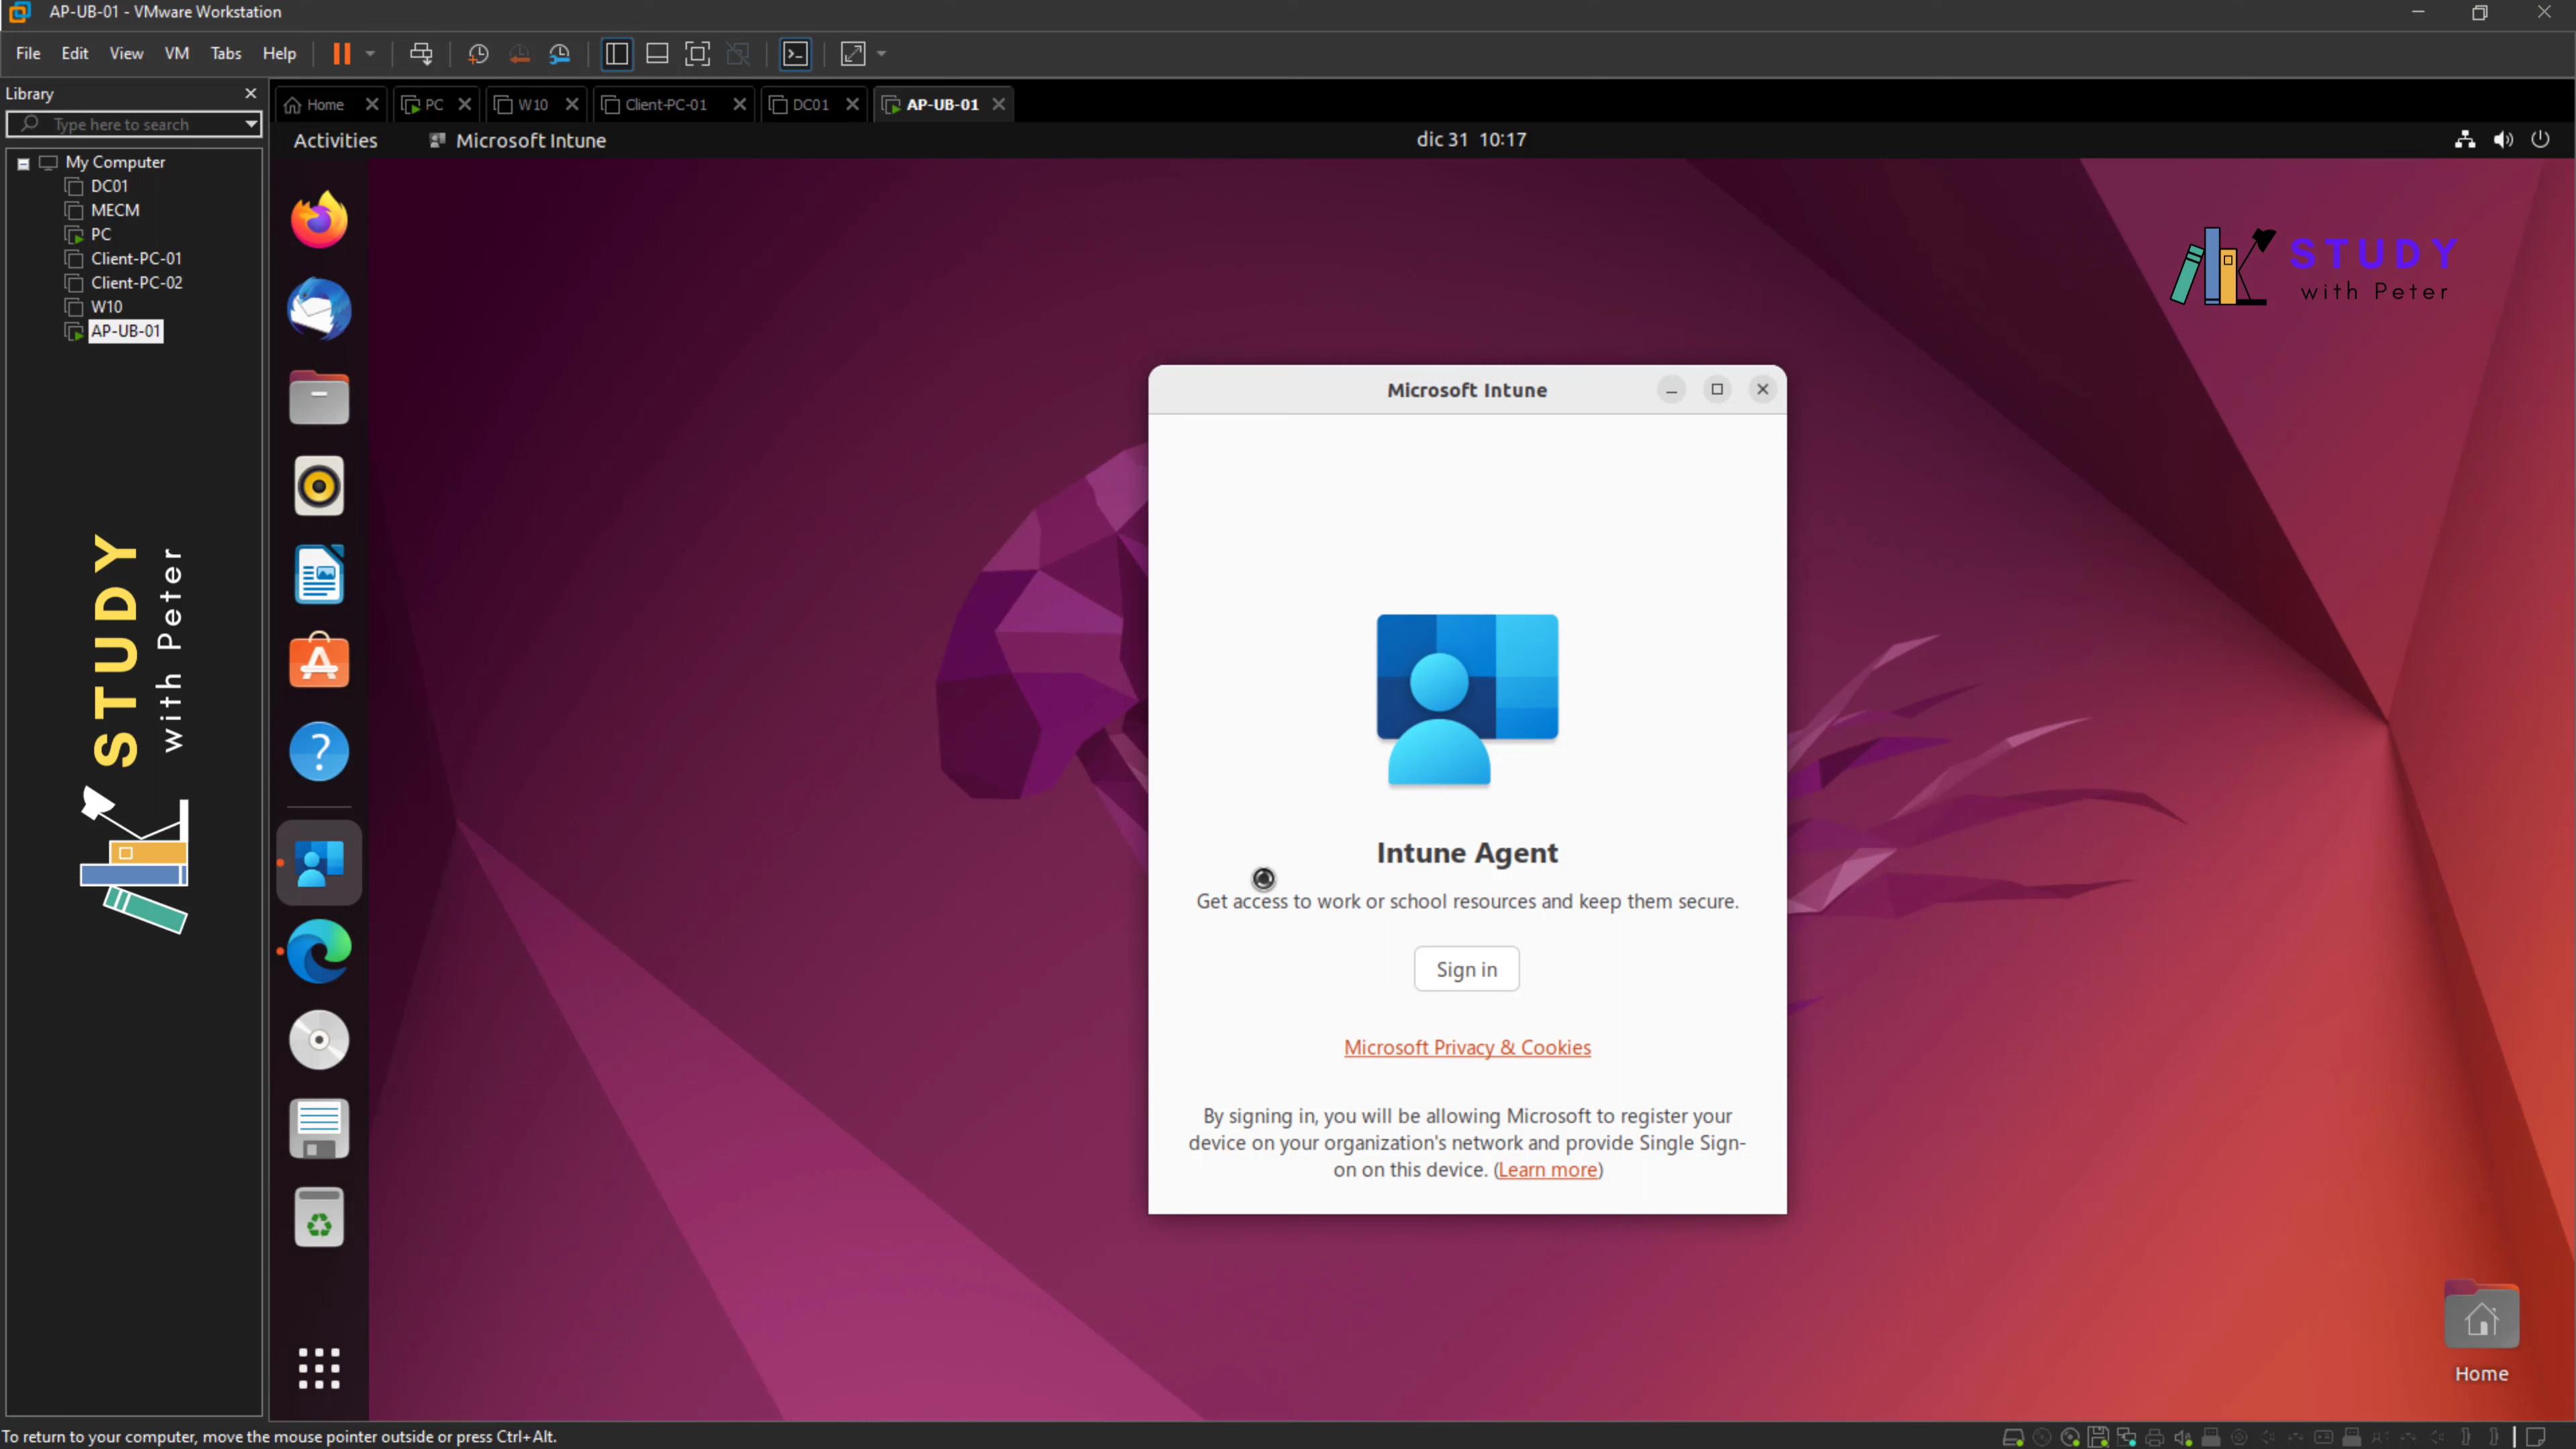 AP-UB-01 - VMware Workstation
File Edit View VM Tabs Help
Library
Type here to search
My Computer
DC01
MECM
PC
Client-PC-01
Client-PC-02
W10
AP-UB-01
STUDY
with Peter
Home PC W10 Client-PC-01 DC01 AP-UB-01
Activities Microsoft Intune dic 31 10:17
STUDY
with Peter
Microsoft Intune
Intune Agent
Get access to work or school resources and keep them secure.
Sign in
Microsoft Privacy & Cookies
By signing in, you will be allowing Microsoft to register your
device on your organization's network and provide Single Sign-
on on this device. (Learn more)
Home
To return to your computer, move the mouse pointer outside or press Ctrl+Alt.